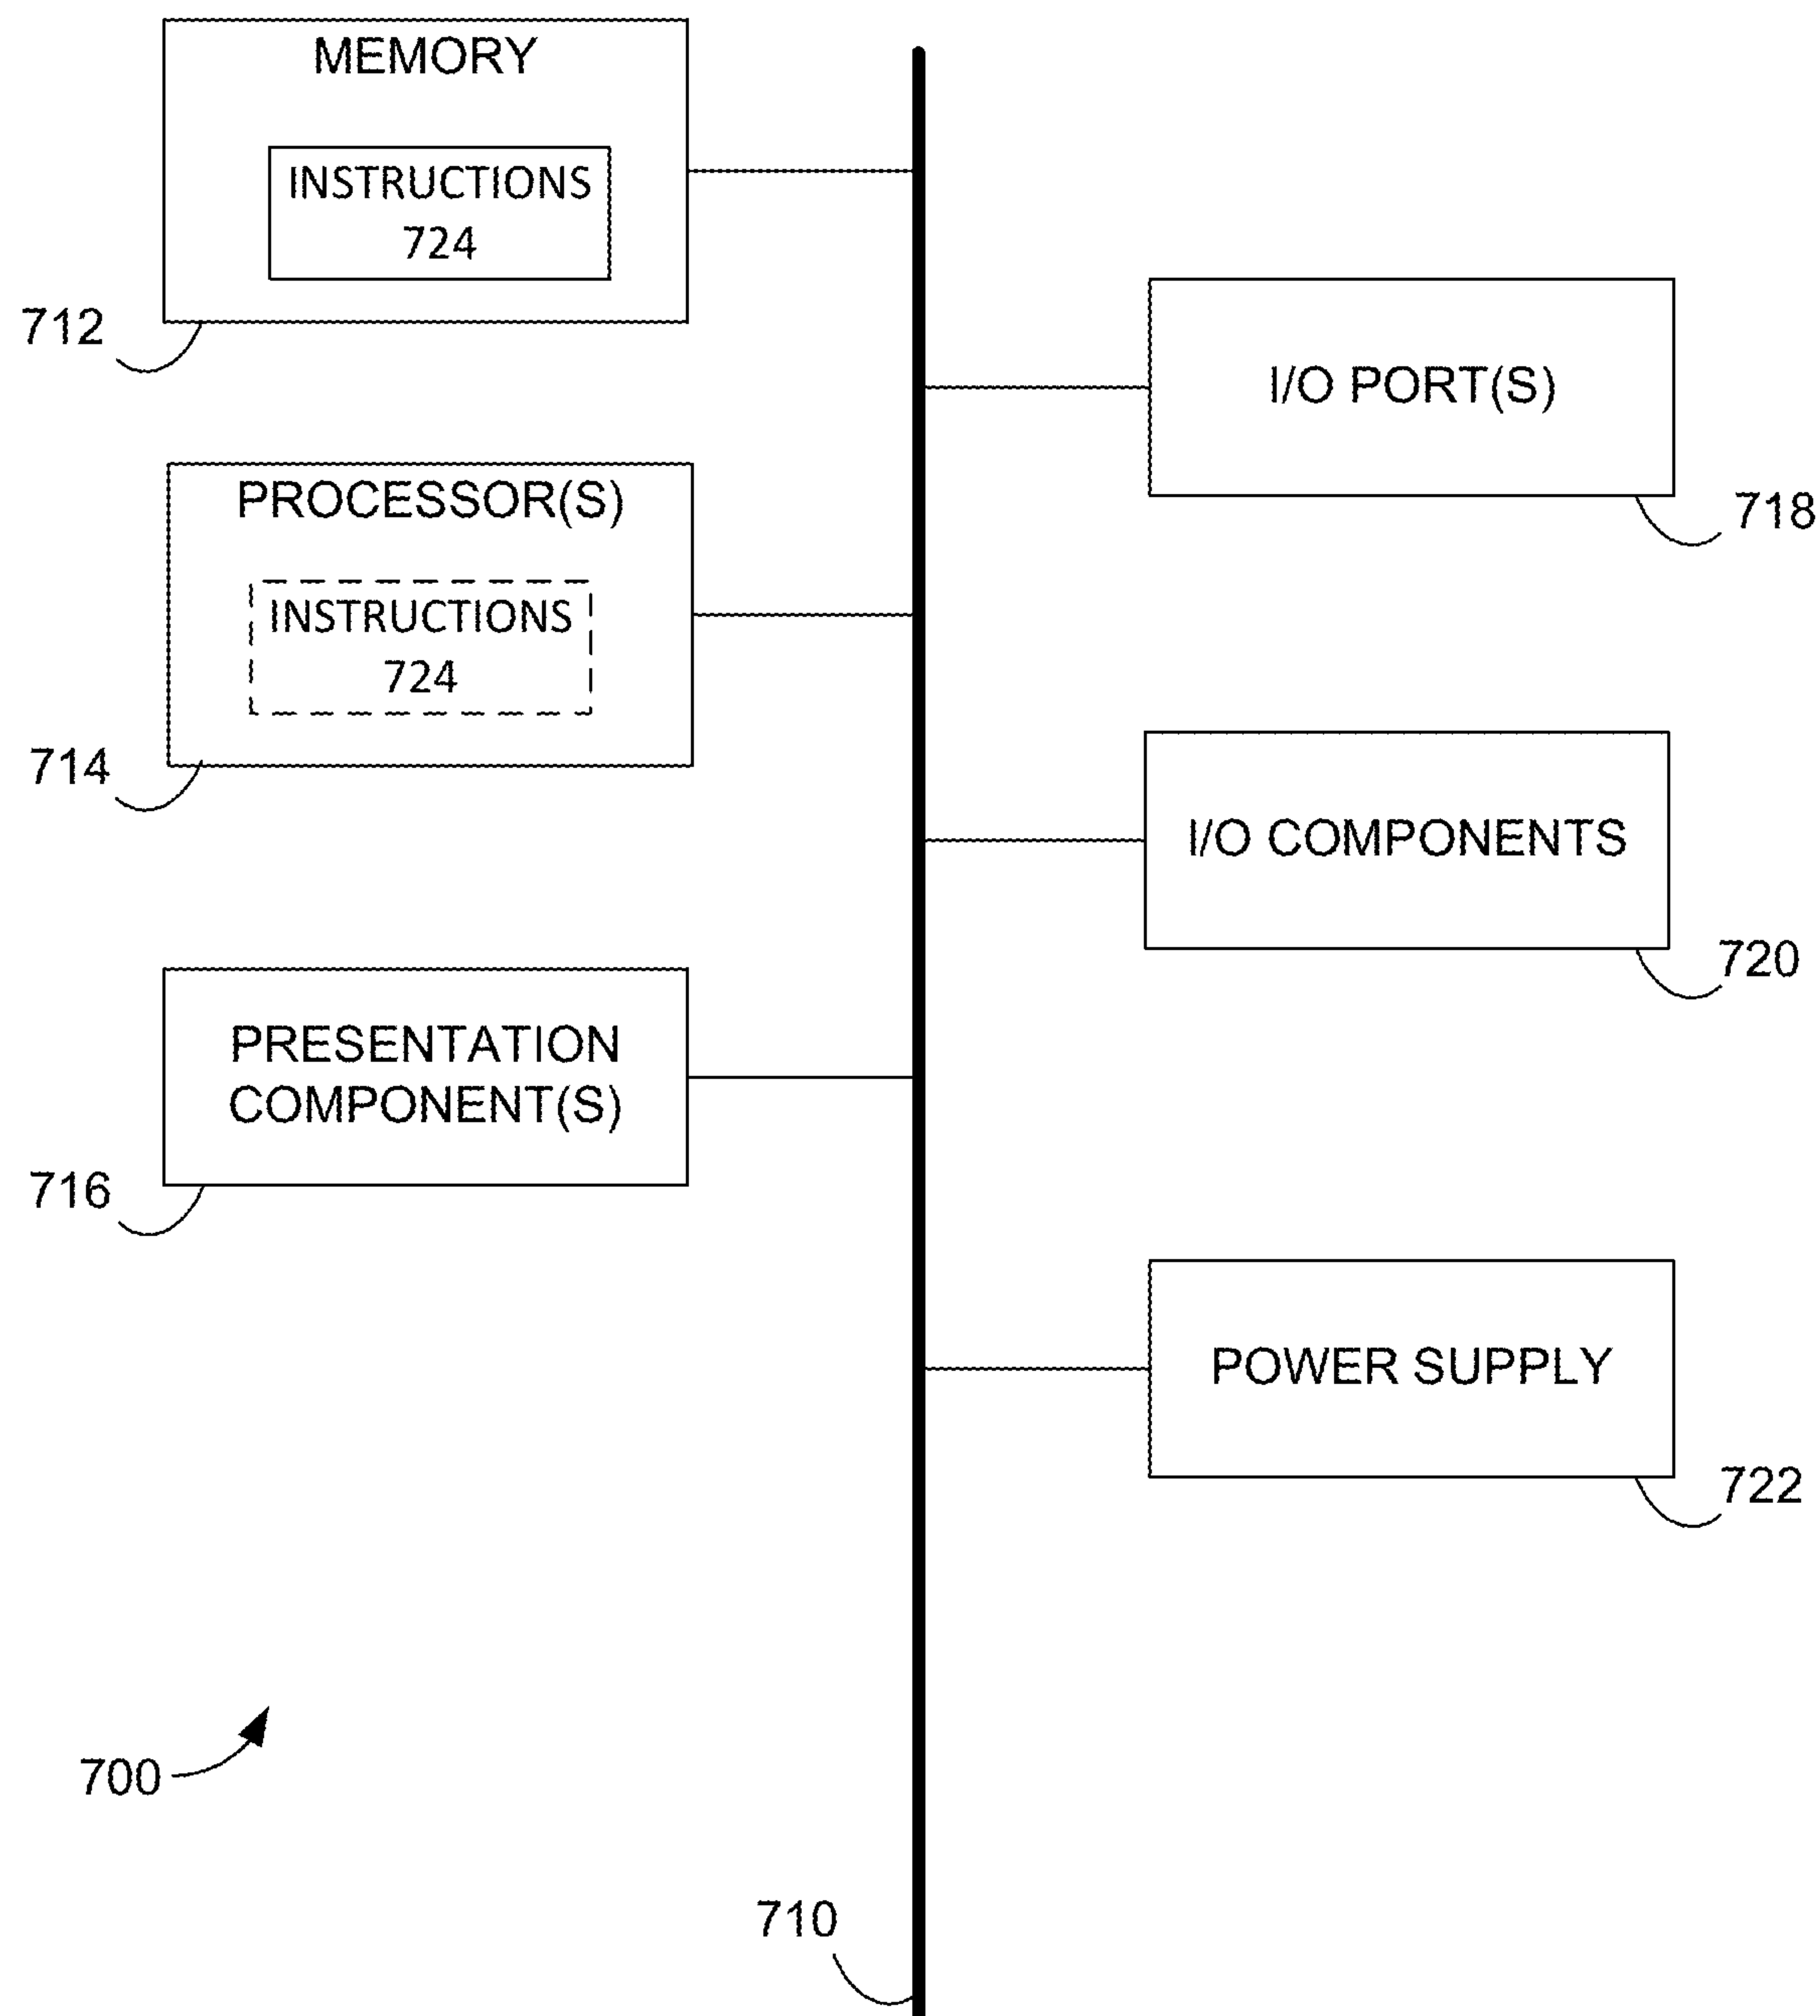 MEMORY
INSTRUCTIONS
724
712
I/O PORT(S)
718
PROCESSOR(S)
INSTRUCTIONS
724
714
I/O COMPONENTS
720
PRESENTATION
COMPONENT(S)
716
POWER SUPPLY
722
700
710